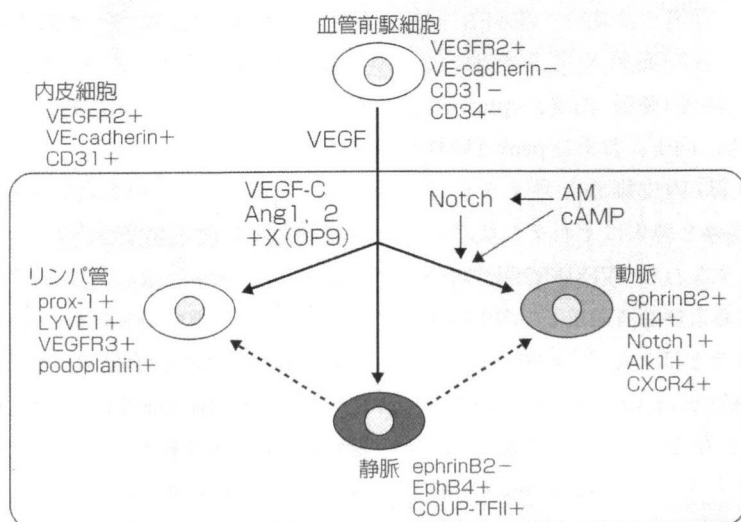 血管前駆細胞
VEGFR2+
VE-cadherin−
CD31−
CD34−
内皮細胞
VEGFR2+
VE-cadherin+
CD31+
VEGF
VEGF-C
Ang1, 2
+X(OP9)
Notch
AM
cAMP
リンパ管
prox-1+
LYVE1+
VEGFR3+
podoplanin+
動脈
ephrinB2+
Dll4+
Notch1+
Alk1+
CXCR4+
静脈
ephrinB2−
EphB4+
COUP-TFII+